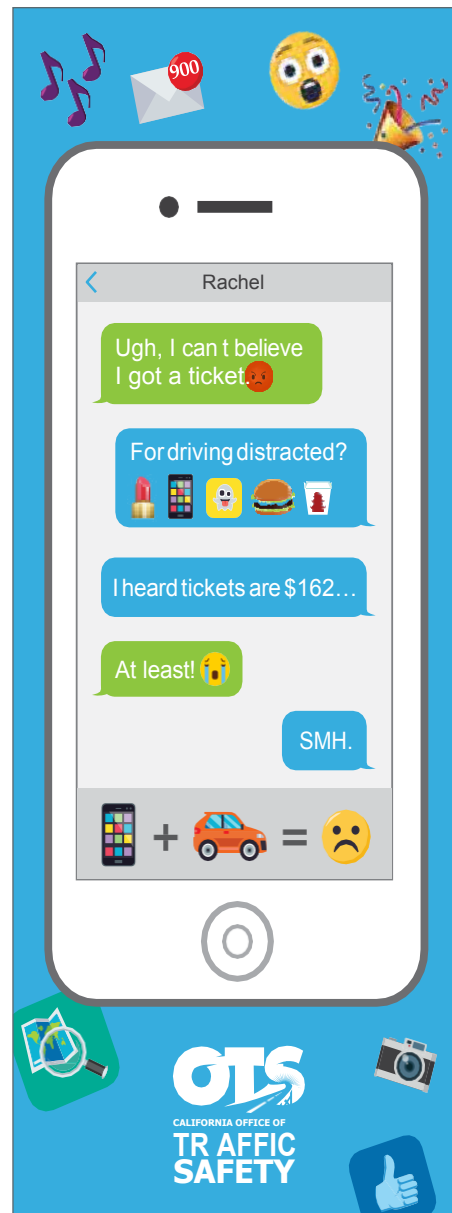 900
Rachel
Ugh, I can t believe
I got a ticket.
For driving distracted?
I heard tickets are $162…
At least!
SMH.
+ =
OTS
CALIFORNIA OFFICE OF
TR AFFIC
SAFETY